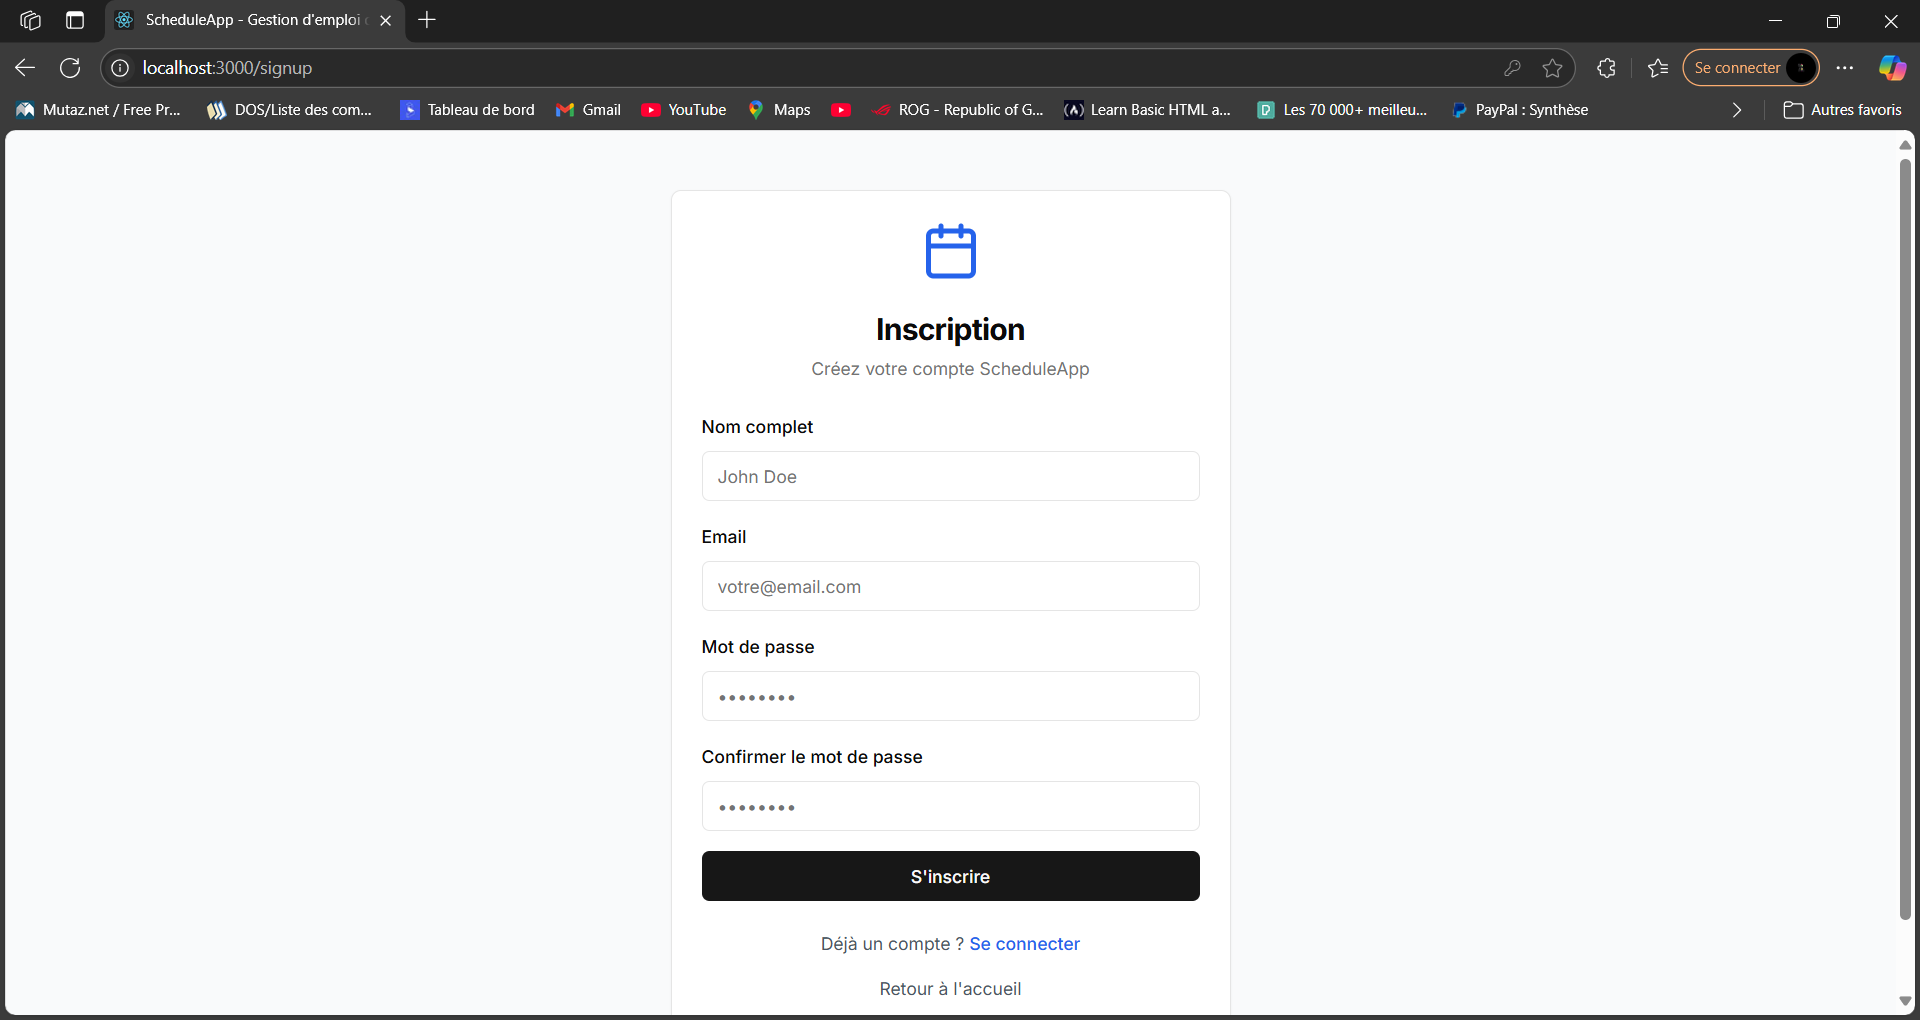 ScheduleApp - Gestion d'emploi
localhost:3000/signup
Se connecter
Mutaz.net / Free Pr...
DOS/Liste des com...
Tableau de bord
Gmail
YouTube
Maps
ROG - Republic of G...
Learn Basic HTML a...
Les 70 000+ meilleu...
PayPal : Synthèse
Autres favoris
Inscription
Créez votre compte ScheduleApp
Nom complet
John Doe
Email
votre@email.com
Mot de passe
••••••••
Confirmer le mot de passe
••••••••
S'inscrire
Déjà un compte ? Se connecter
Retour à l'accueil